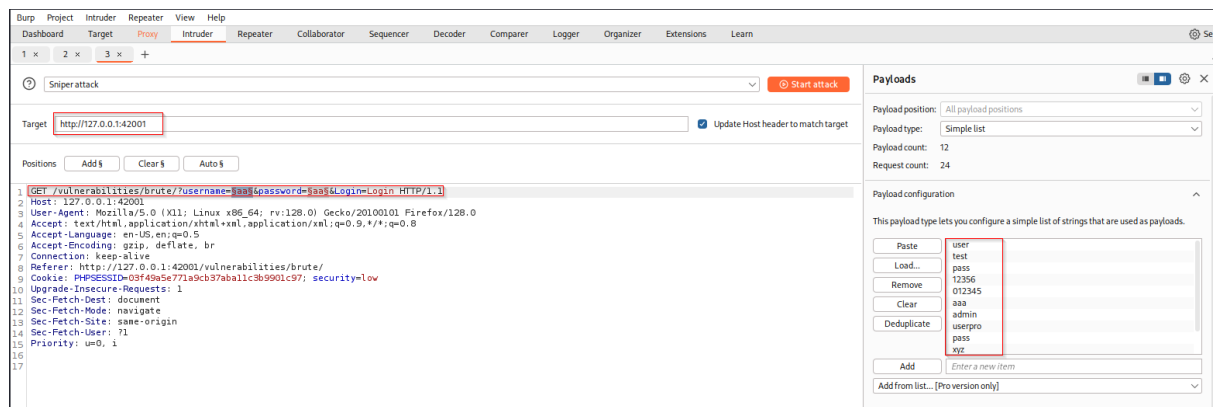 Burp Project Intruder Repeater View Help
Dashboard Target Proxy Intruder Repeater Collaborator Sequencer Decoder Comparer Logger Organizer Extensions Learn
1 × 2 × 3 × +
Sniper attack
Start attack
Target http://127.0.0.1:42001
Update Host header to match target
Positions Add § Clear § Auto §
1 GET /vulnerabilities/brute/?username=§aa§&password=§aa§&Login=Login HTTP/1.1
2 Host: 127.0.0.1:42001
3 User-Agent: Mozilla/5.0 (X11; Linux x86_64; rv:128.0) Gecko/20100101 Firefox/128.0
4 Accept: text/html,application/xhtml+xml,application/xml;q=0.9,*/*;q=0.8
5 Accept-Language: en-US,en;q=0.5
6 Accept-Encoding: gzip, deflate, br
7 Connection: keep-alive
8 Referer: http://127.0.0.1:42001/vulnerabilities/brute/
9 Cookie: PHPSESSID=03f49a5e771a9cb37aba11c3b9901c97; security=low
10 Upgrade-Insecure-Requests: 1
11 Sec-Fetch-Dest: document
12 Sec-Fetch-Mode: navigate
13 Sec-Fetch-Site: same-origin
14 Sec-Fetch-User: ?1
15 Priority: u=0, i
16
17
Se
Payloads
Payload position: All payload positions
Payload type: Simple list
Payload count: 12
Request count: 24
Payload configuration
This payload type lets you configure a simple list of strings that are used as payloads.
Paste
Load...
Remove
Clear
Deduplicate
user
test
pass
12356
012345
aaa
admin
userpro
pass
xyz
Add Enter a new item
Add from list... [Pro version only]